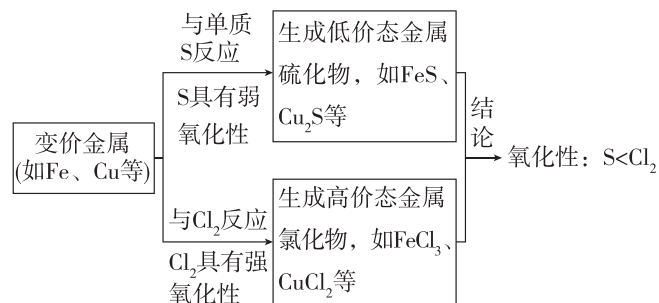 变价金属
(如Fe、Cu等)
与单质
S反应
S具有弱
氧化性
生成低价态金属
硫化物，如FeS、
Cu₂S等
与Cl₂反应
Cl₂具有强
氧化性
生成高价态金属
氯化物，如FeCl₃、
CuCl₂等
结论
氧化性：S<Cl₂